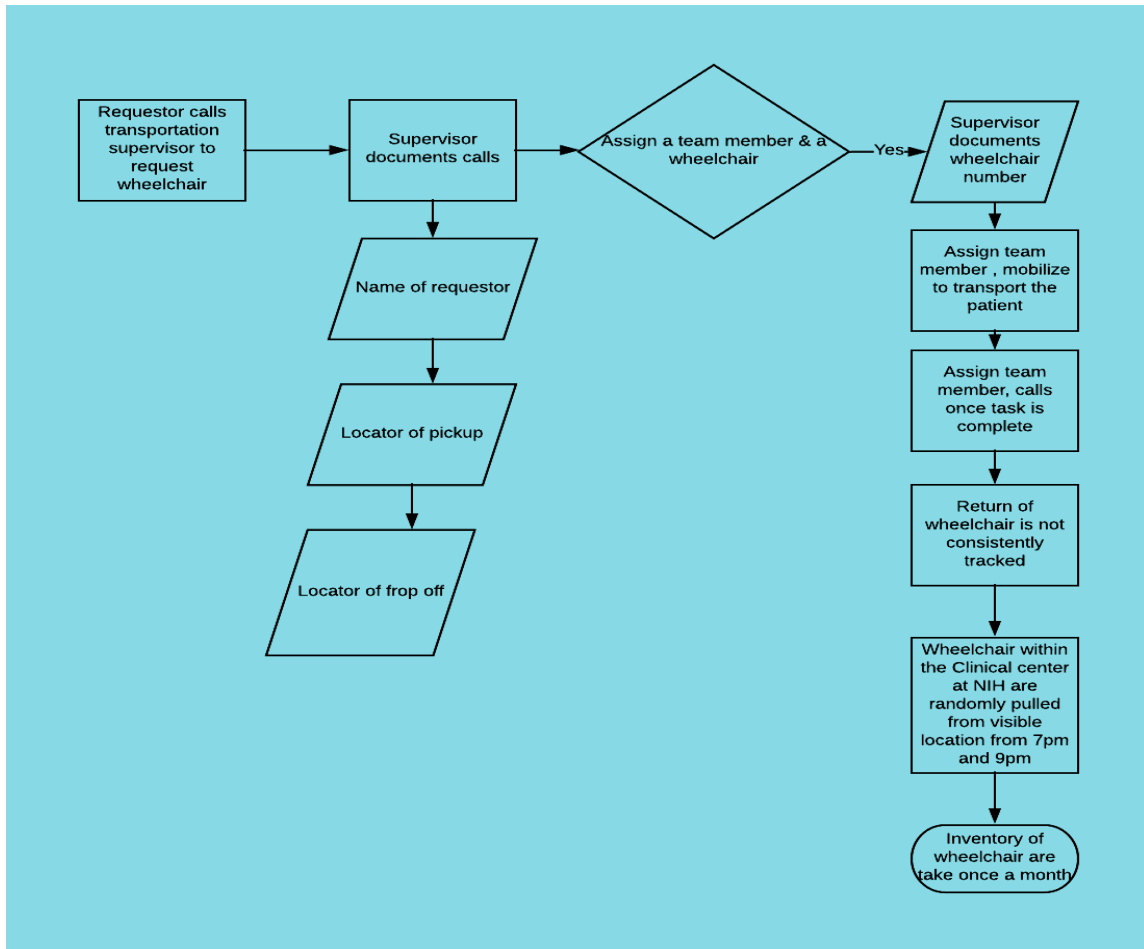 Requestor calls
transportation
supervisor to
request
wheelchair
Supervisor
documents calls
Assign a team member & a
wheelchair
Yes
Supervisor
documents
wheelchair
number
Name of requestor
Locator of pickup
Locator of frop off
Assign team
member , mobilize
to transport the
patient
Assign team
member, calls
once task is
complete
Return of
wheelchair is not
consistently
tracked
Wheelchair within
the Clinical center
at NIH are
randomly pulled
from visible
location from 7pm
and 9pm
Inventory of
wheelchair are
take once a month